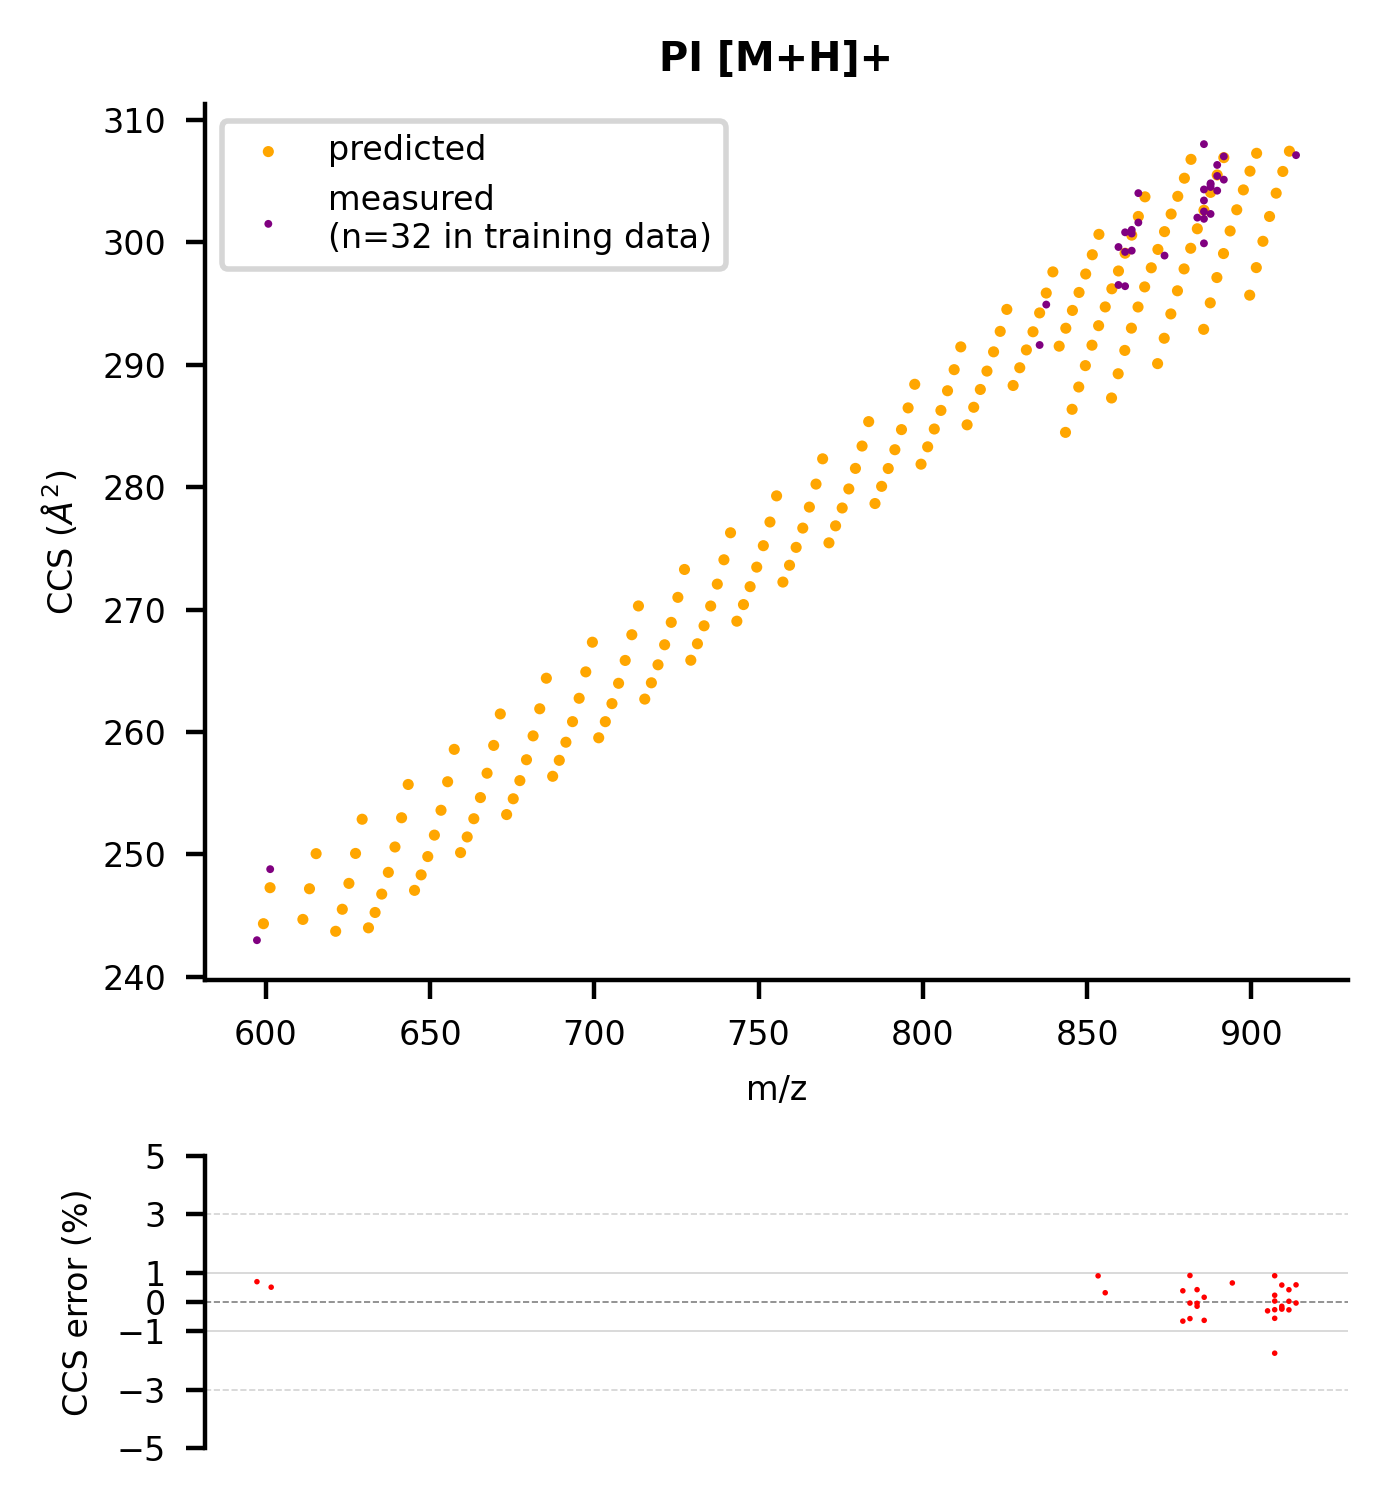 PI [M+H]+
310
300
290
280
270
260
250
240
CCS (Å²)
predicted
measured
(n=32 in training data)
600 650 700 750 800 850 900
m/z
5
3
1
0
−1
−3
−5
CCS error (%)